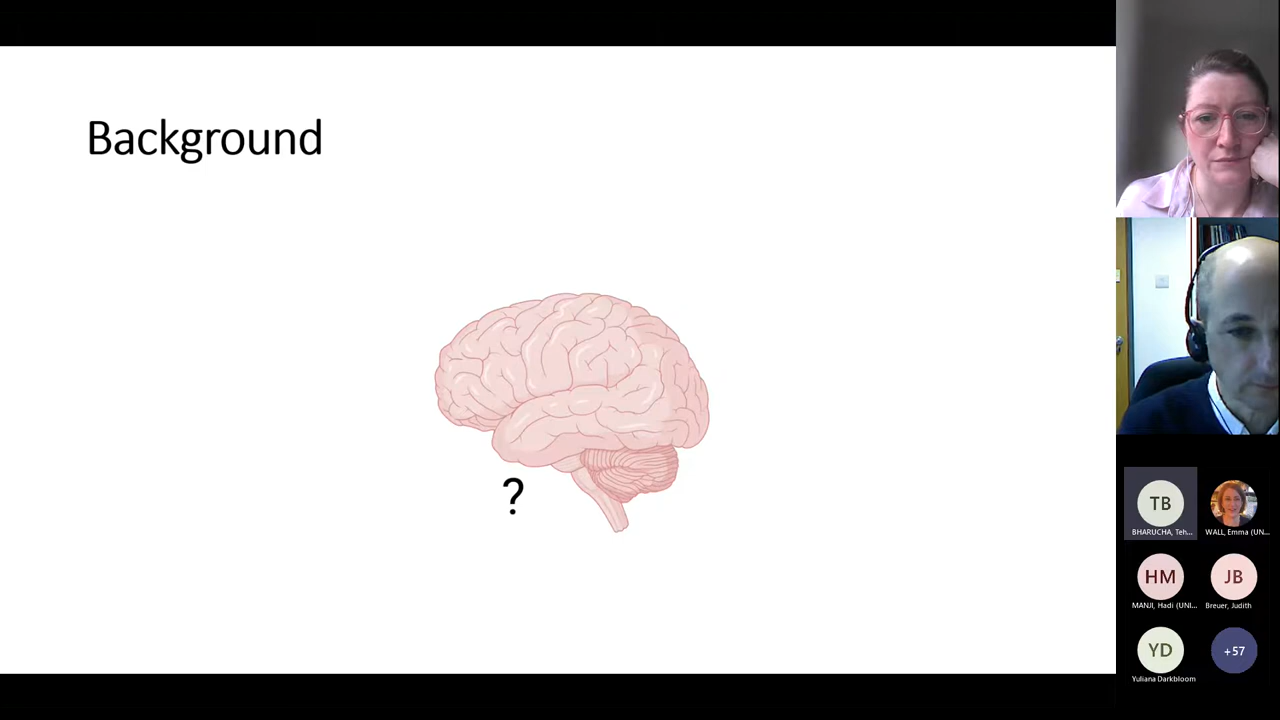 Background
?
TB
BHARUCHA, Teh...
WALL, Emma (UN...
HM
JB
MANJI, Hadi (UNI...
Breuer, Judith
YD
+57
Yuliana Darkbloom